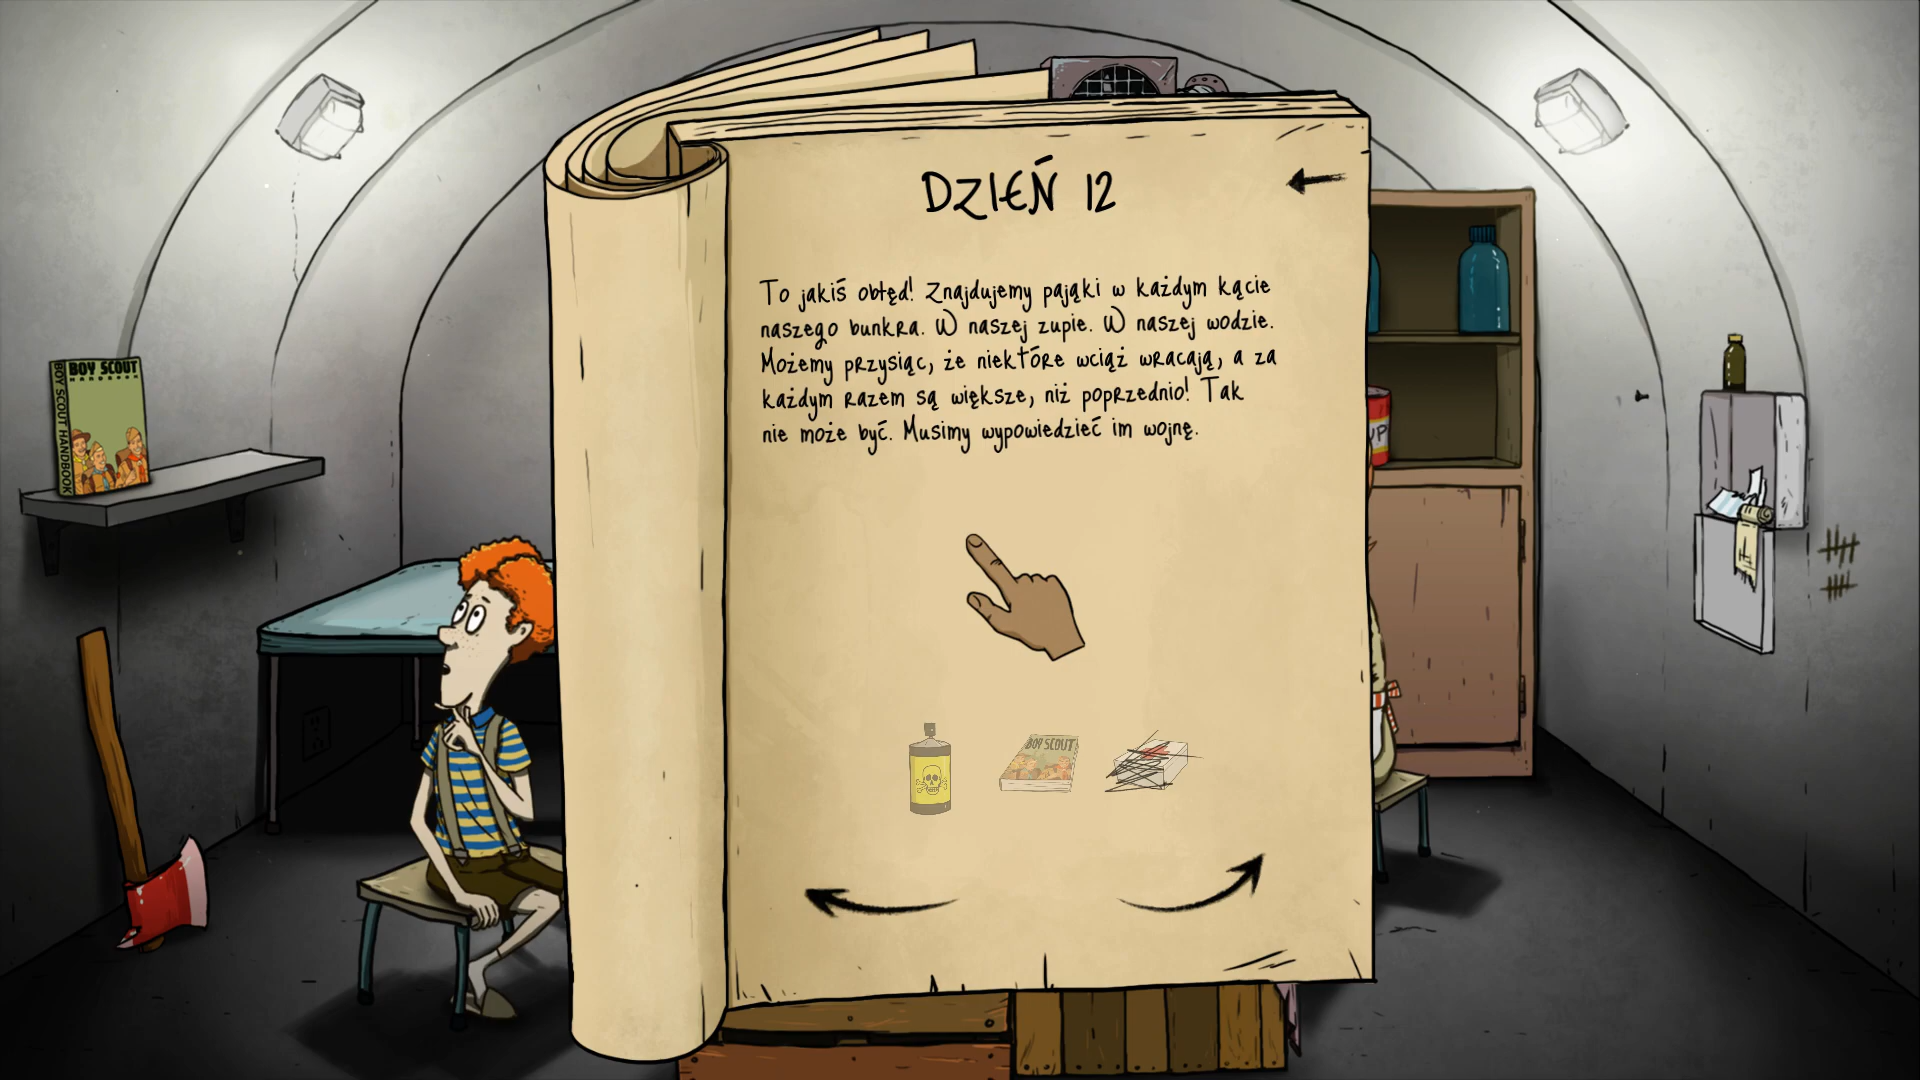 DZIEŃ 12
To jakiś obłęd! Znajdujemy pająki w każdym kącie
naszego bunkra. W naszej zupie. W naszej wodzie.
Możemy przysiąc, że niektóre wciąż wracają, a za
każdym razem są większe, niż poprzednio! Tak
nie może być. Musimy wypowiedzieć im wojnę.
BOY SCOUT
HANDBOOK
BOY SCOUT HANDBOOK
BOY SCOUT